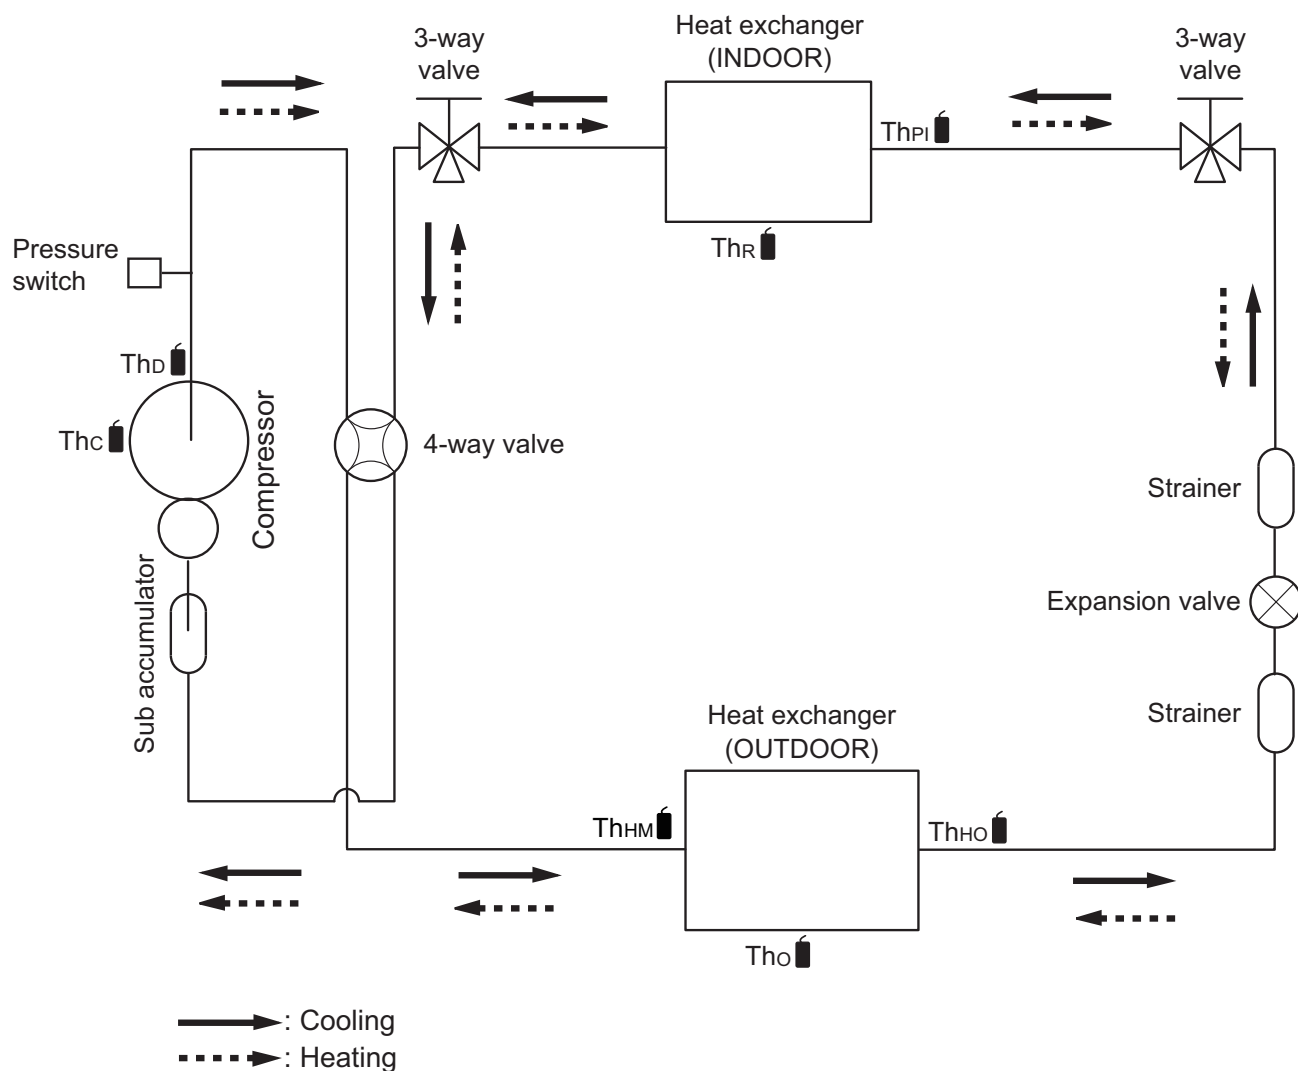 Heat exchanger
(INDOOR)
3-way
valve
3-way
valve
ThPI
ThR
Pressure
switch
ThD
ThC
Compressor
4-way valve
Strainer
Expansion valve
Sub accumulator
Strainer
Heat exchanger
(OUTDOOR)
ThHM
ThHO
ThO
: Cooling
: Heating